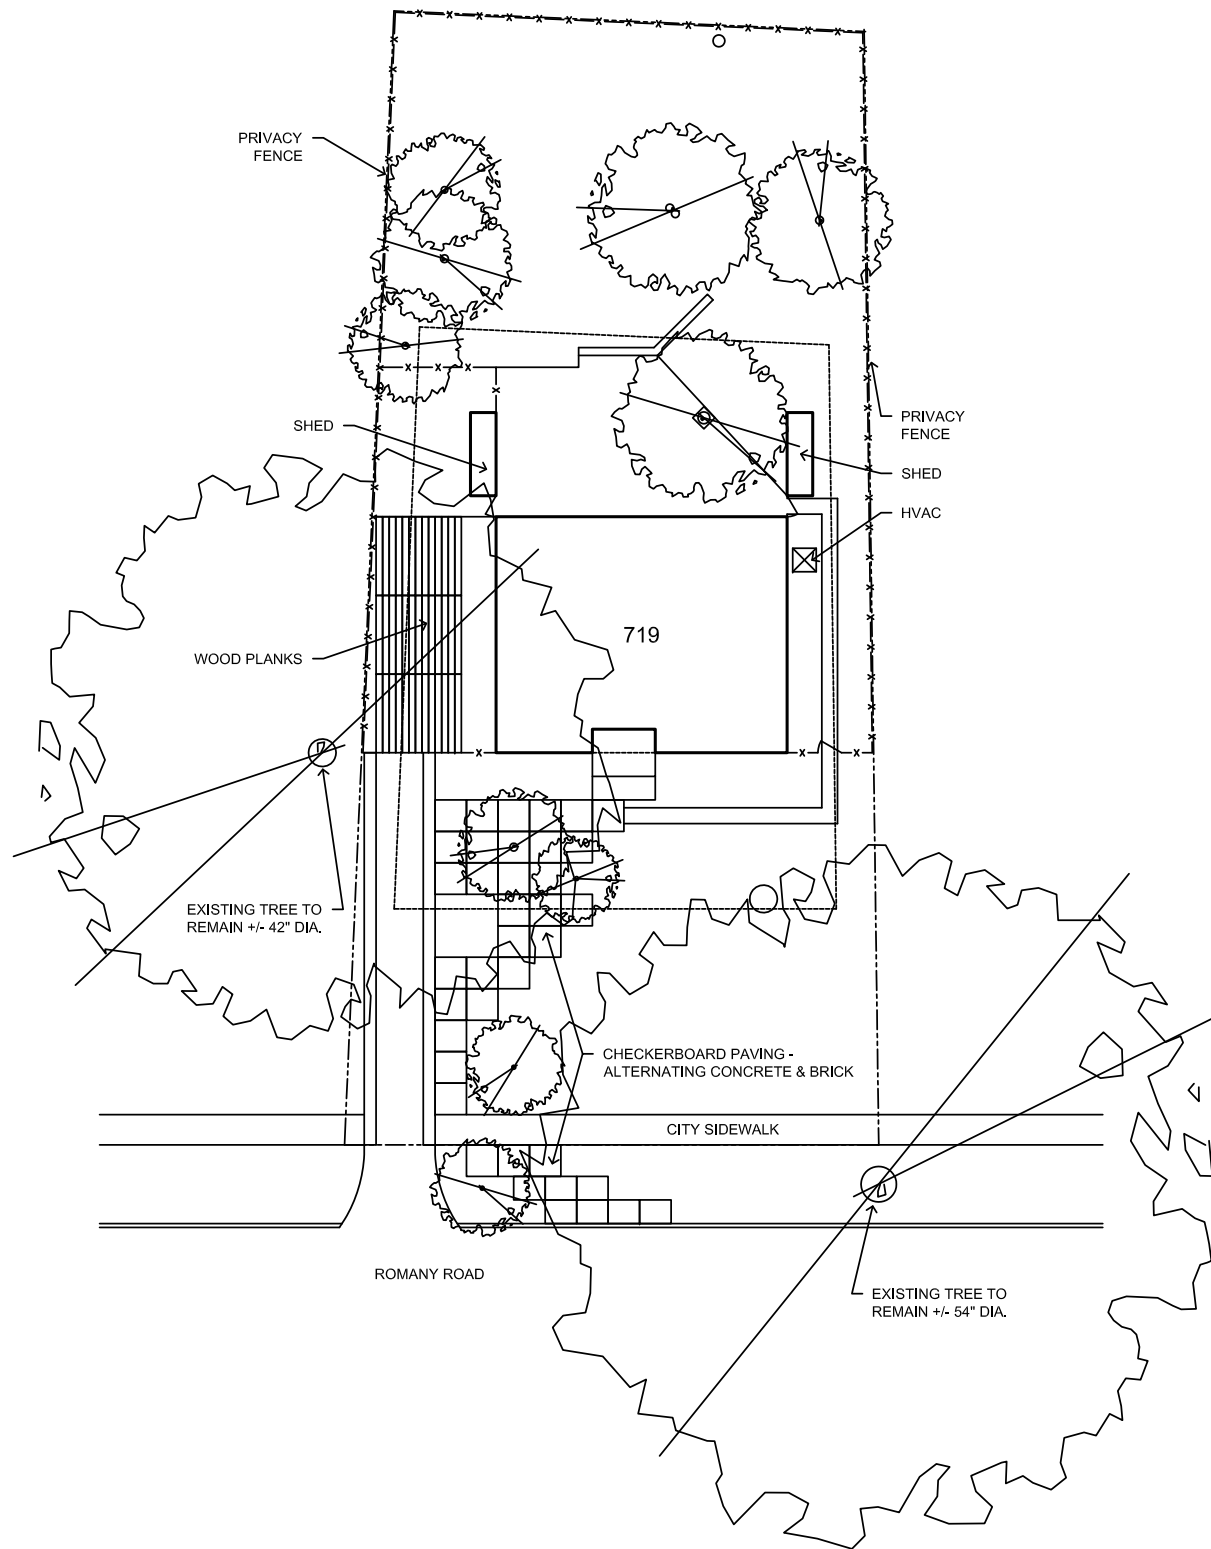 PRIVACY
FENCE
PRIVACY
FENCE
SHED
SHED
HVAC
719
WOOD PLANKS
EXISTING TREE TO
REMAIN +/- 42" DIA.
CHECKERBOARD PAVING -
ALTERNATING CONCRETE & BRICK
CITY SIDEWALK
ROMANY ROAD
EXISTING TREE TO
REMAIN +/- 54" DIA.